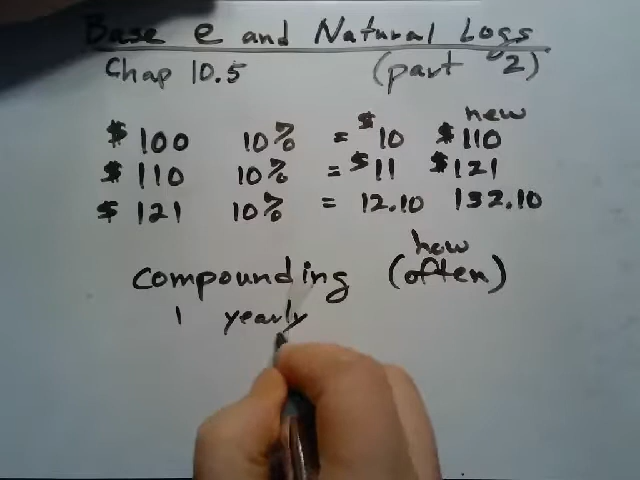 Base e and Natural Logs
Chap 10.5 (part #2)
new
$ 100 10% = $10 $110
$ 110 10% = $11 $121
$ 121 10% = 12.10 132.10
how
compounding (often)
1 yearly